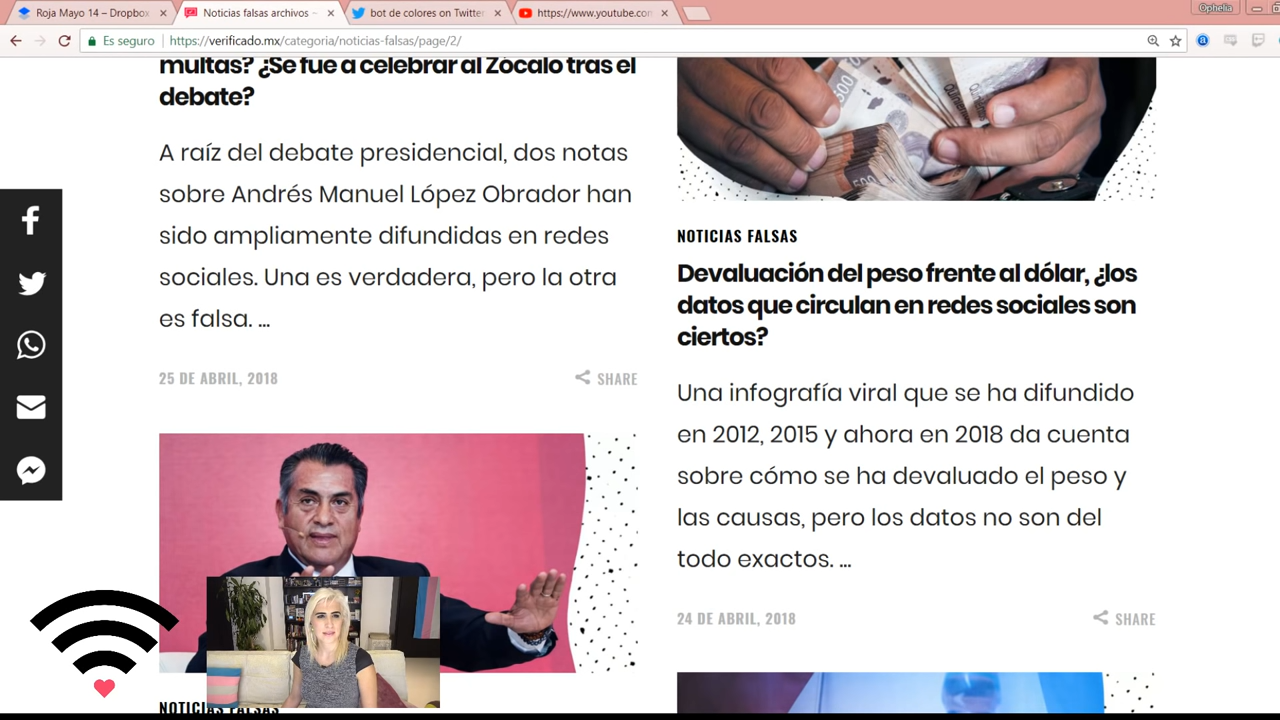 Roja Mayo 14 – Dropbox
Noticias falsas archivos –
bot de colores on Twitter
https://www.youtube.com
Ophelia
Es seguro
https://verificado.mx/categoria/noticias-falsas/page/2/
multas? ¿Se fue a celebrar al Zócalo tras el
debate?
A raíz del debate presidencial, dos notas
sobre Andrés Manuel López Obrador han
sido ampliamente difundidas en redes
sociales. Una es verdadera, pero la otra
es falsa. ...
25 DE ABRIL, 2018
SHARE
NOTICIAS FALSAS
NOTICIAS FALSAS
Devaluación del peso frente al dólar, ¿los
datos que circulan en redes sociales son
ciertos?
Una infografía viral que se ha difundido
en 2012, 2015 y ahora en 2018 da cuenta
sobre cómo se ha devaluado el peso y
las causas, pero los datos no son del
todo exactos. ...
24 DE ABRIL, 2018
SHARE